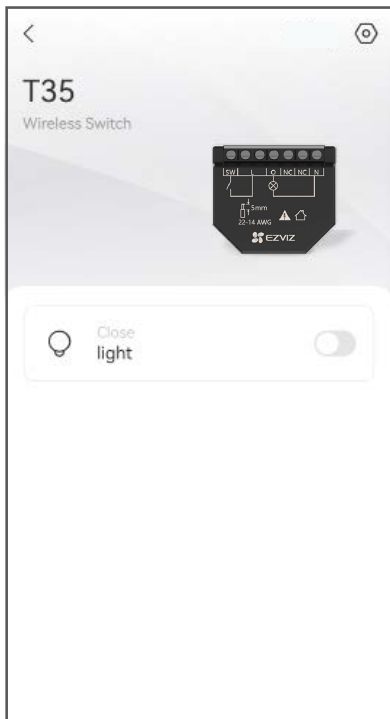 T35
Wireless Switch
SW L O NC NC N
5mm
22-14 AWG
EZVIZ
Close
light